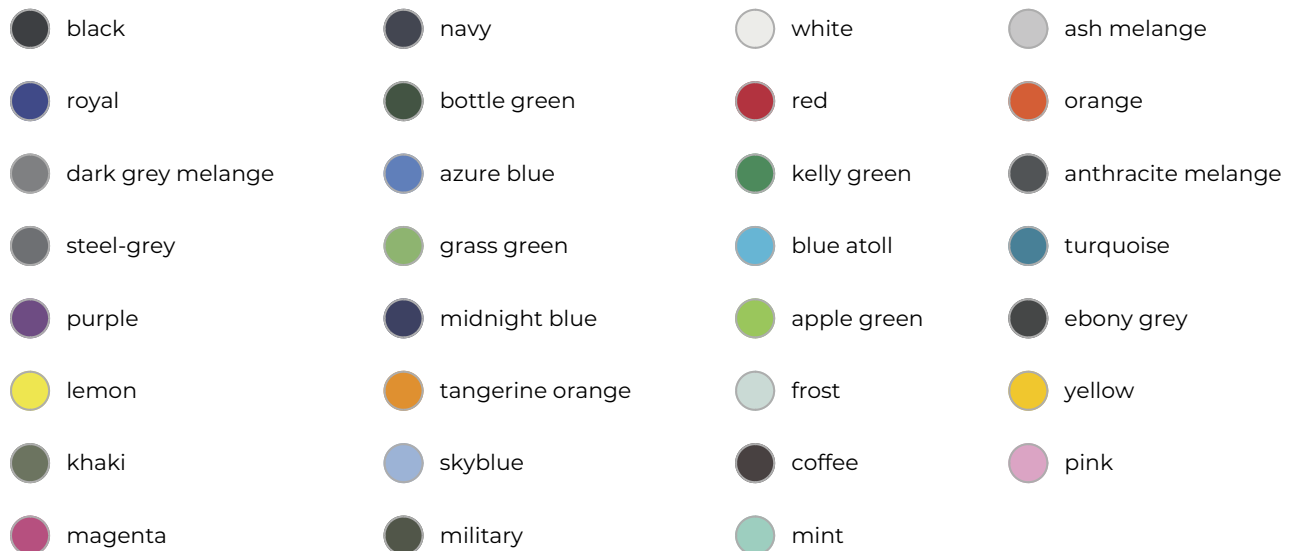 black navy white ash melange
royal bottle green red orange
dark grey melange azure blue kelly green anthracite melange
steel-grey grass green blue atoll turquoise
purple midnight blue apple green ebony grey
lemon tangerine orange frost yellow
khaki skyblue coffee pink
magenta military mint